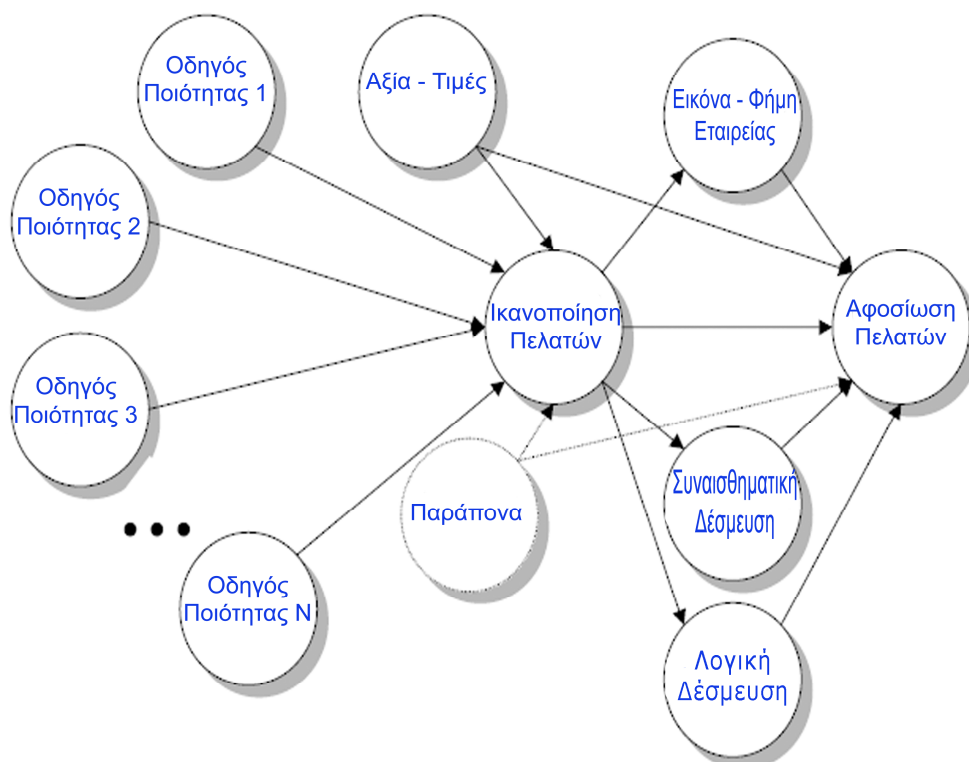 Οδηγός
Ποιότητας 1
Αξία - Τιμές
Εικόνα - Φήμη
Εταιρείας
Οδηγός
Ποιότητας 2
Ικανοποίηση
Πελατών
Αφοσίωση
Πελατών
Οδηγός
Ποιότητας 3
Παράπονα
Συναισθηματική
Δέσμευση
Οδηγός
Ποιότητας Ν
Λογική
Δέσμευση